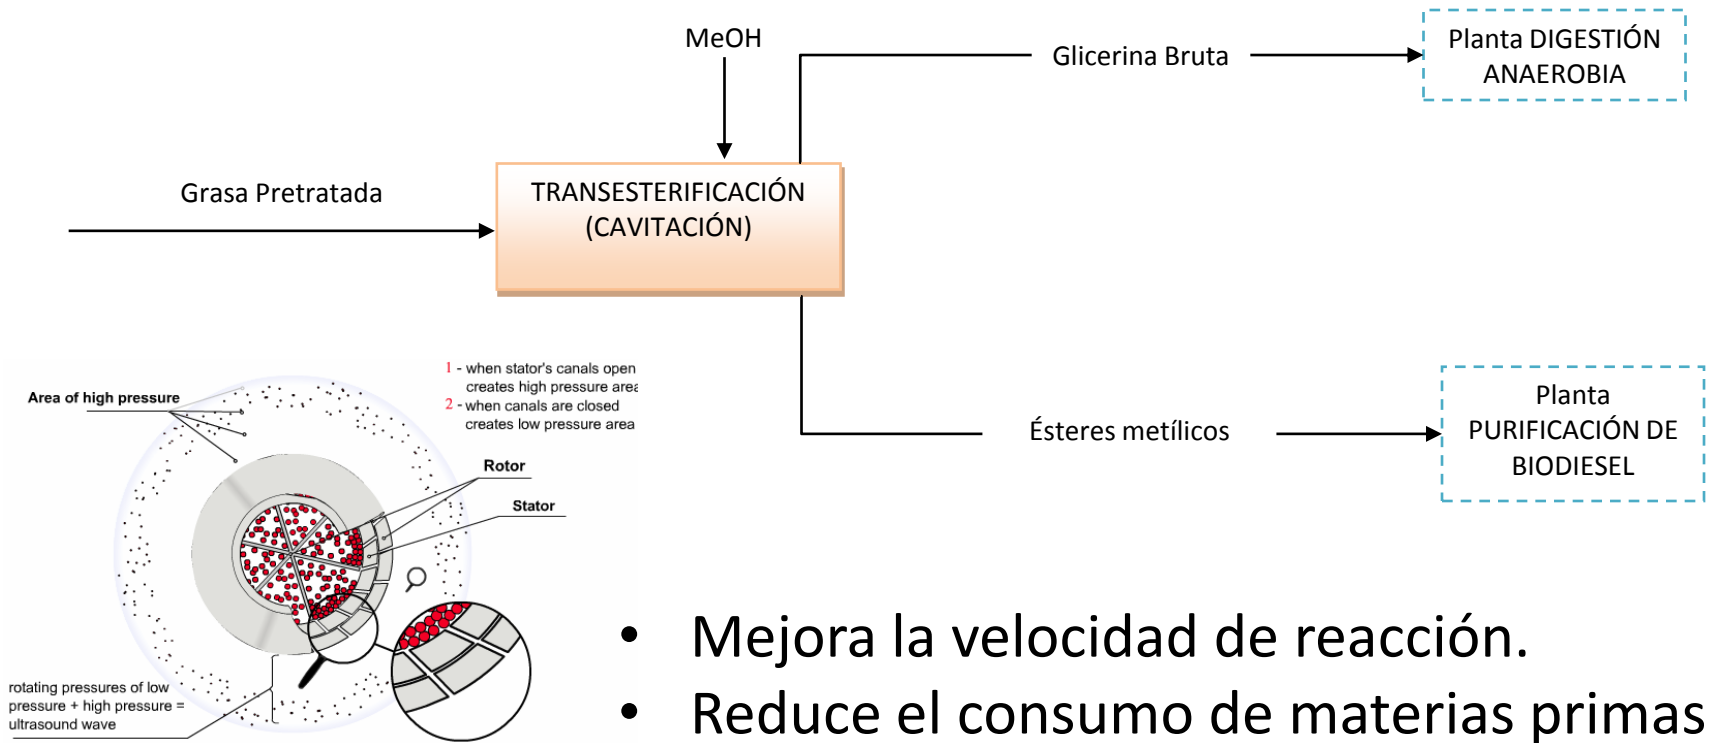 MeOH
Glicerina Bruta
Planta DIGESTIÓN
ANAEROBIA
Grasa Pretratada
TRANSESTERIFICACIÓN
(CAVITACIÓN)
Ésteres metílicos
Planta
PURIFICACIÓN DE
BIODIESEL
1 - when stator's canals open
creates high pressure area
2 - when canals are closed
creates low pressure area
Area of high pressure
Rotor
Stator
rotating pressures of low
pressure + high pressure =
ultrasound wave
• Mejora la velocidad de reacción.
• Reduce el consumo de materias primas